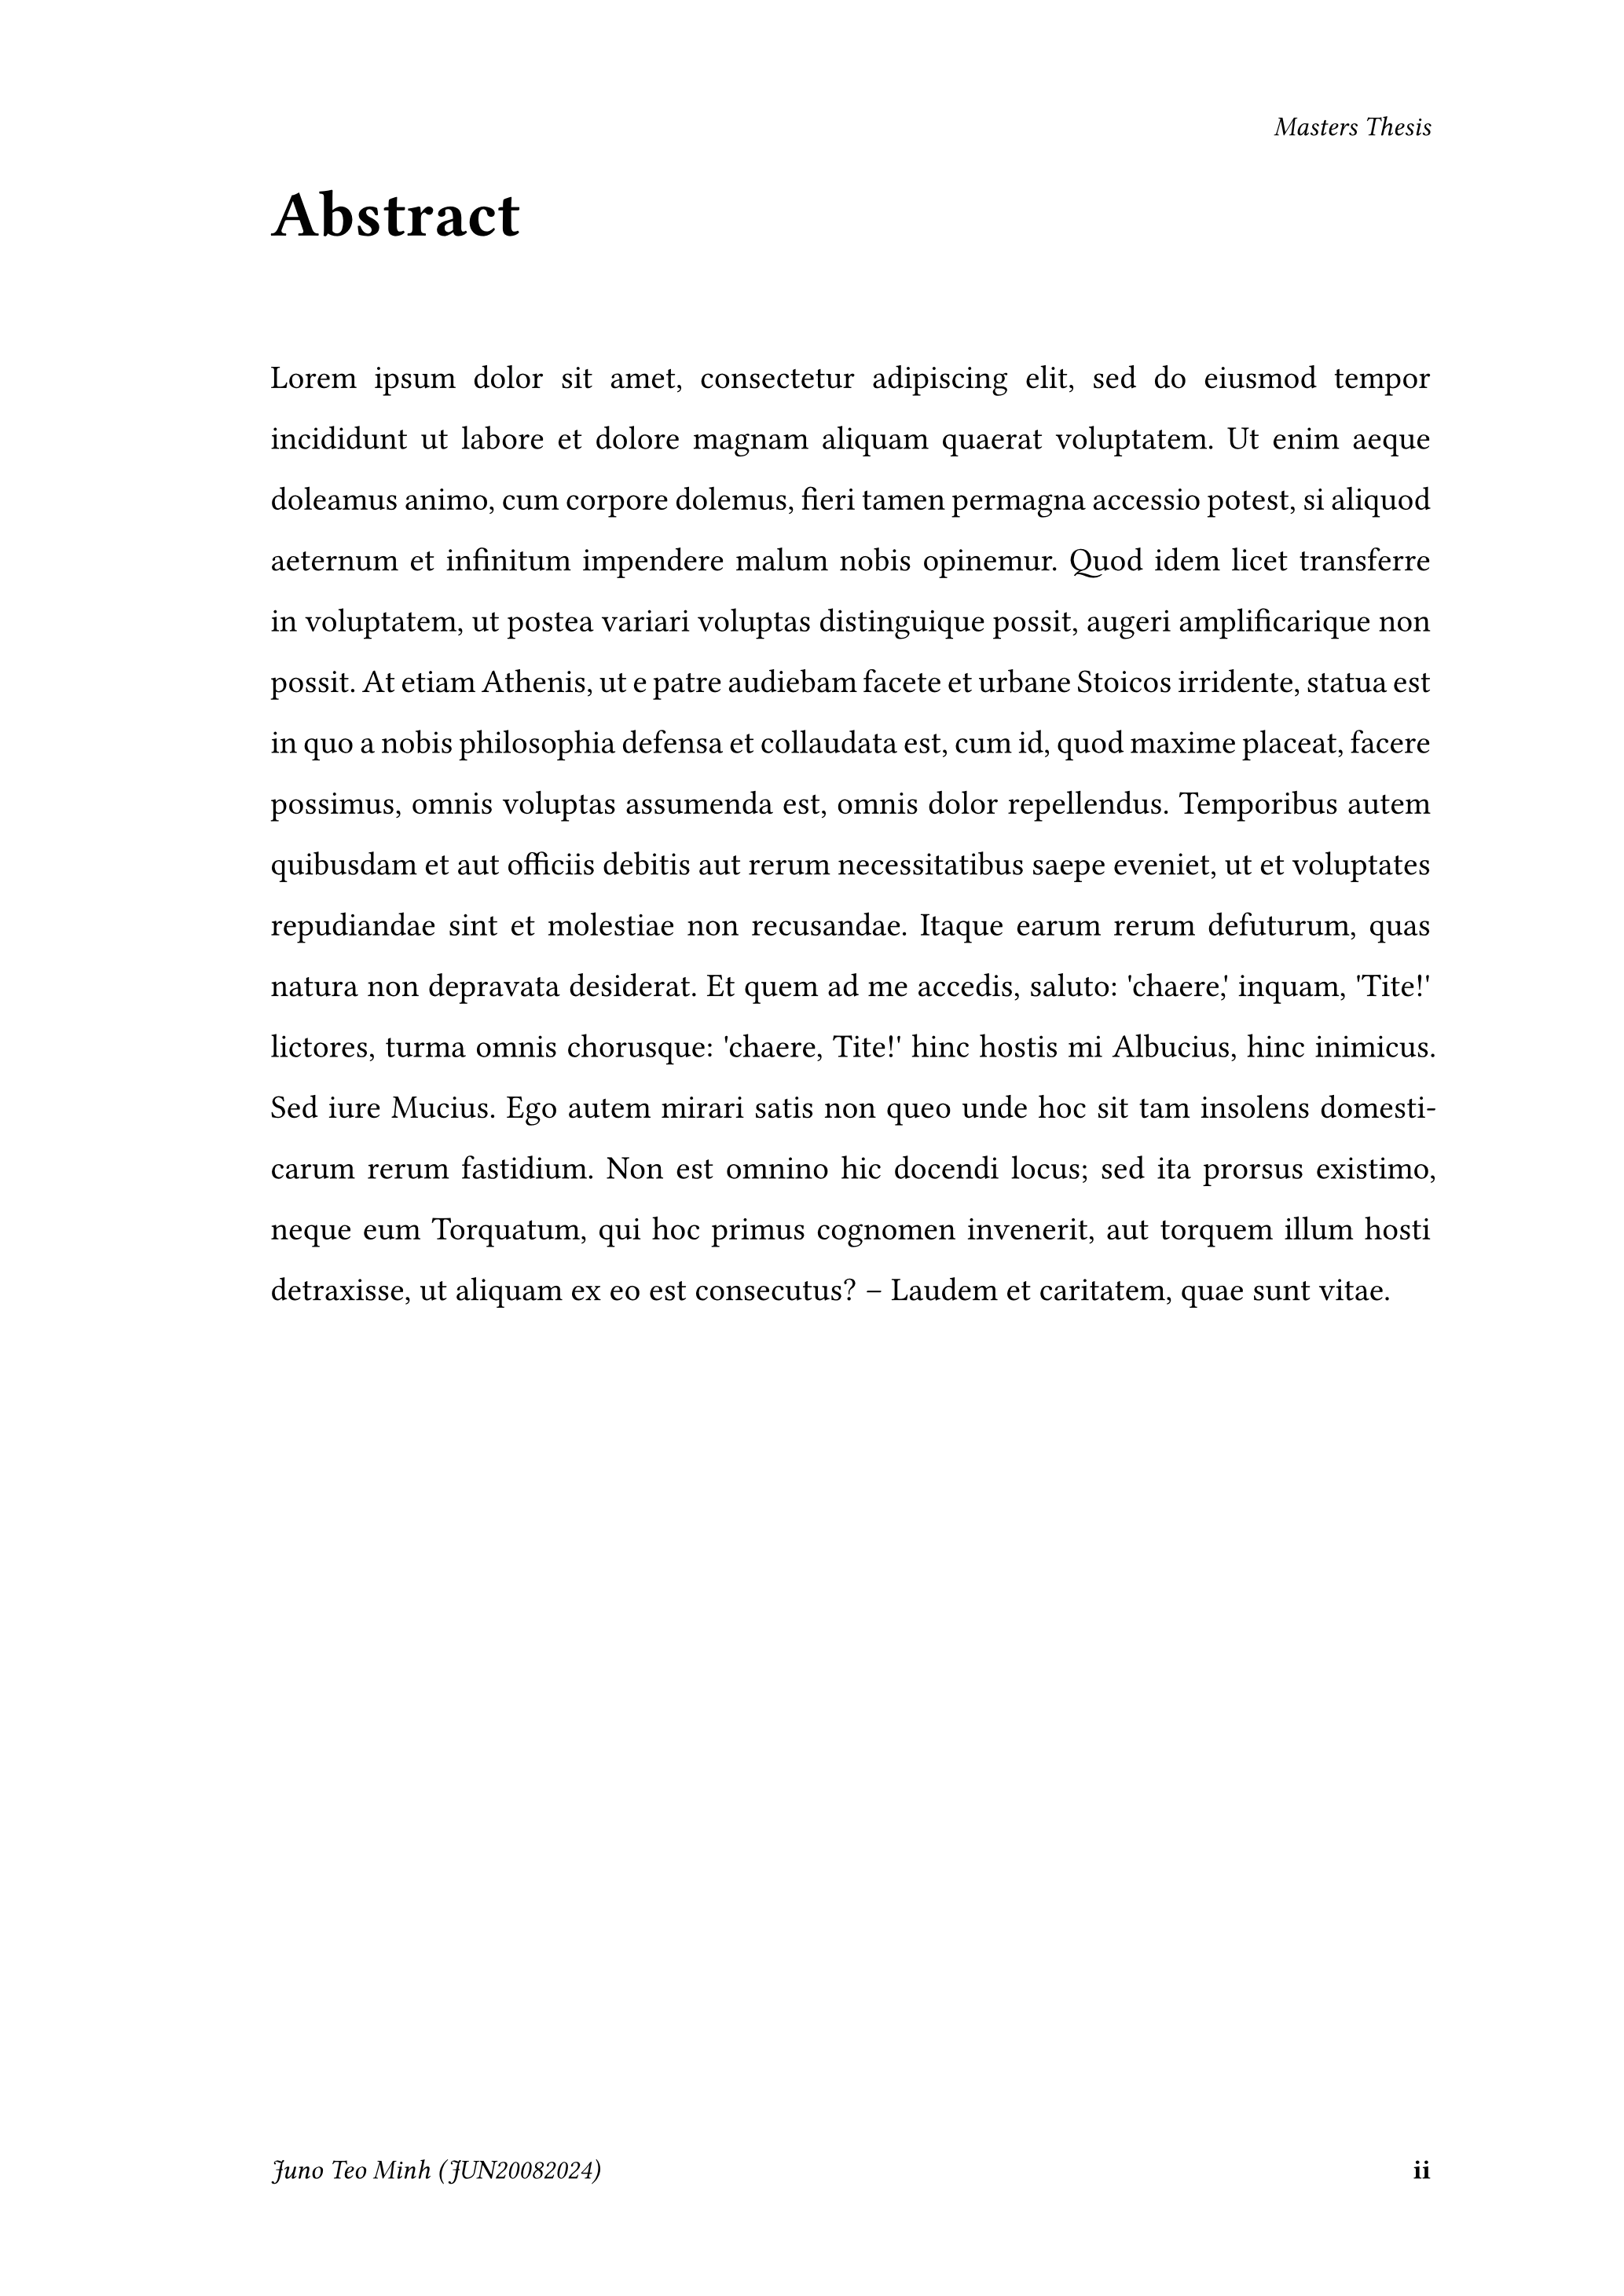 Masters Thesis
Abstract
Lorem ipsum dolor sit amet, consectetur adipiscing elit, sed do eiusmod tempor
incididunt ut labore et dolore magnam aliquam quaerat voluptatem. Ut enim aeque
doleamus animo, cum corpore dolemus, fieri tamen permagna accessio potest, si aliquod
aeternum et infinitum impendere malum nobis opinemur. Quod idem licet transferre
in voluptatem, ut postea variari voluptas distinguique possit, augeri amplificarique non
possit. At etiam Athenis, ut e patre audiebam facete et urbane Stoicos irridente, statua est
in quo a nobis philosophia defensa et collaudata est, cum id, quod maxime placeat, facere
possimus, omnis voluptas assumenda est, omnis dolor repellendus. Temporibus autem
quibusdam et aut officiis debitis aut rerum necessitatibus saepe eveniet, ut et voluptates
repudiandae sint et molestiae non recusandae. Itaque earum rerum defuturum, quas
natura non depravata desiderat. Et quem ad me accedis, saluto: 'chaere,' inquam, 'Tite!'
lictores, turma omnis chorusque: 'chaere, Tite!' hinc hostis mi Albucius, hinc inimicus.
Sed iure Mucius. Ego autem mirari satis non queo unde hoc sit tam insolens domesti-
carum rerum fastidium. Non est omnino hic docendi locus; sed ita prorsus existimo,
neque eum Torquatum, qui hoc primus cognomen invenerit, aut torquem illum hosti
detraxisse, ut aliquam ex eo est consecutus? – Laudem et caritatem, quae sunt vitae.
Juno Teo Minh (JUN20082024)
ii